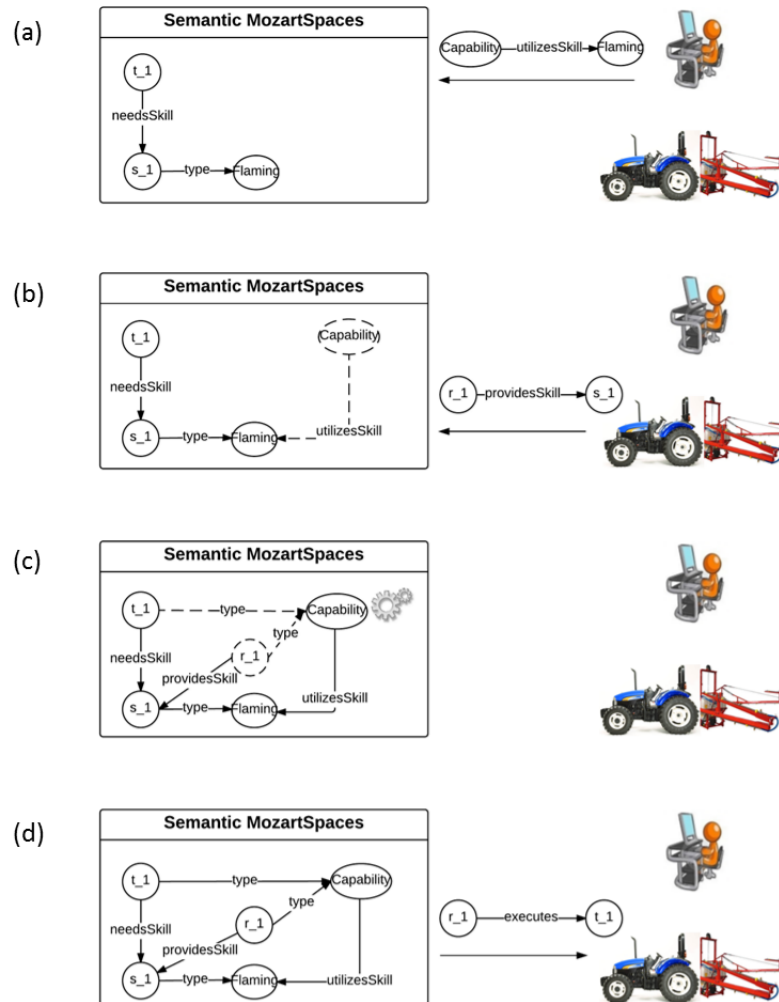 (a)
Semantic MozartSpaces
t_1
needsSkill
s_1
type
Flaming
Capability
utilizesSkill
Flaming
(b)
Semantic MozartSpaces
t_1
needsSkill
s_1
type
Flaming
Capability
utilizesSkill
r_1
providesSkill
s_1
(c)
Semantic MozartSpaces
t_1
type
Capability
type
needsSkill
r_1
providesSkill
utilizesSkill
s_1
type
Flaming
(d)
Semantic MozartSpaces
t_1
type
Capability
type
needsSkill
r_1
providesSkill
s_1
type
Flaming
utilizesSkill
r_1
executes
t_1